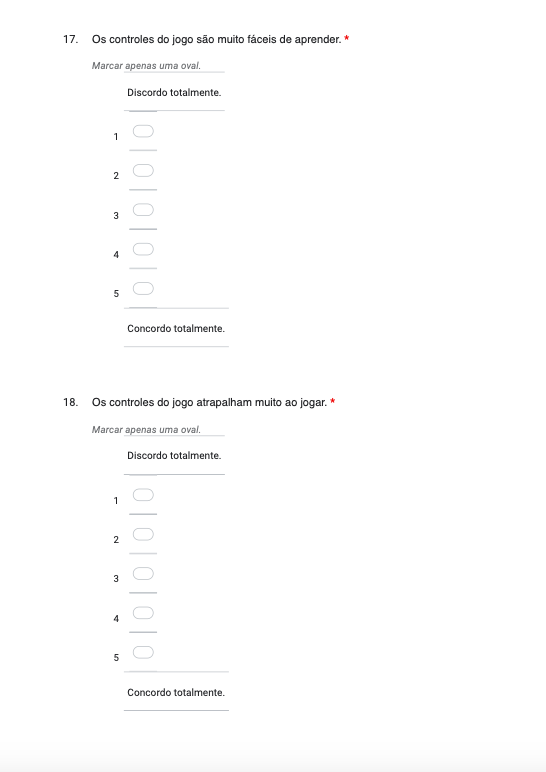 17. Os controles do jogo são muito fáceis de aprender. *
Marcar apenas uma oval.
Discordo totalmente.
1
2
3
4
5
Concordo totalmente.
18. Os controles do jogo atrapalham muito ao jogar. *
Marcar apenas uma oval.
Discordo totalmente.
1
2
3
4
5
Concordo totalmente.